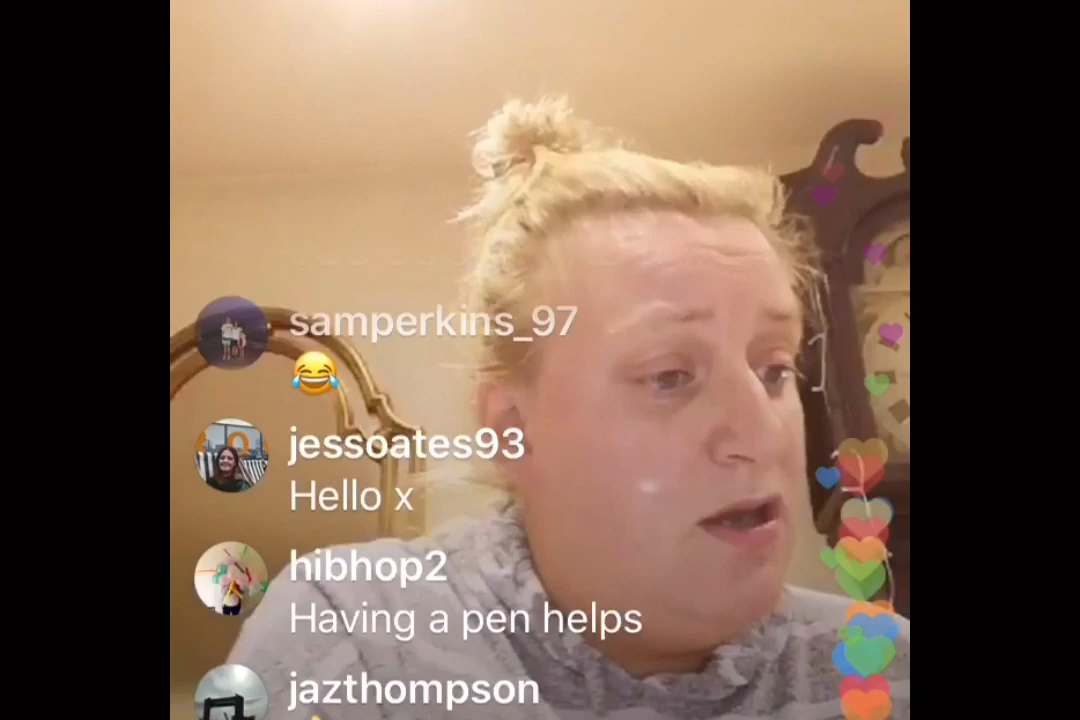 samperkins_97
😂
jessoates93
Hello x
hibhop2
Having a pen helps
jazthompson